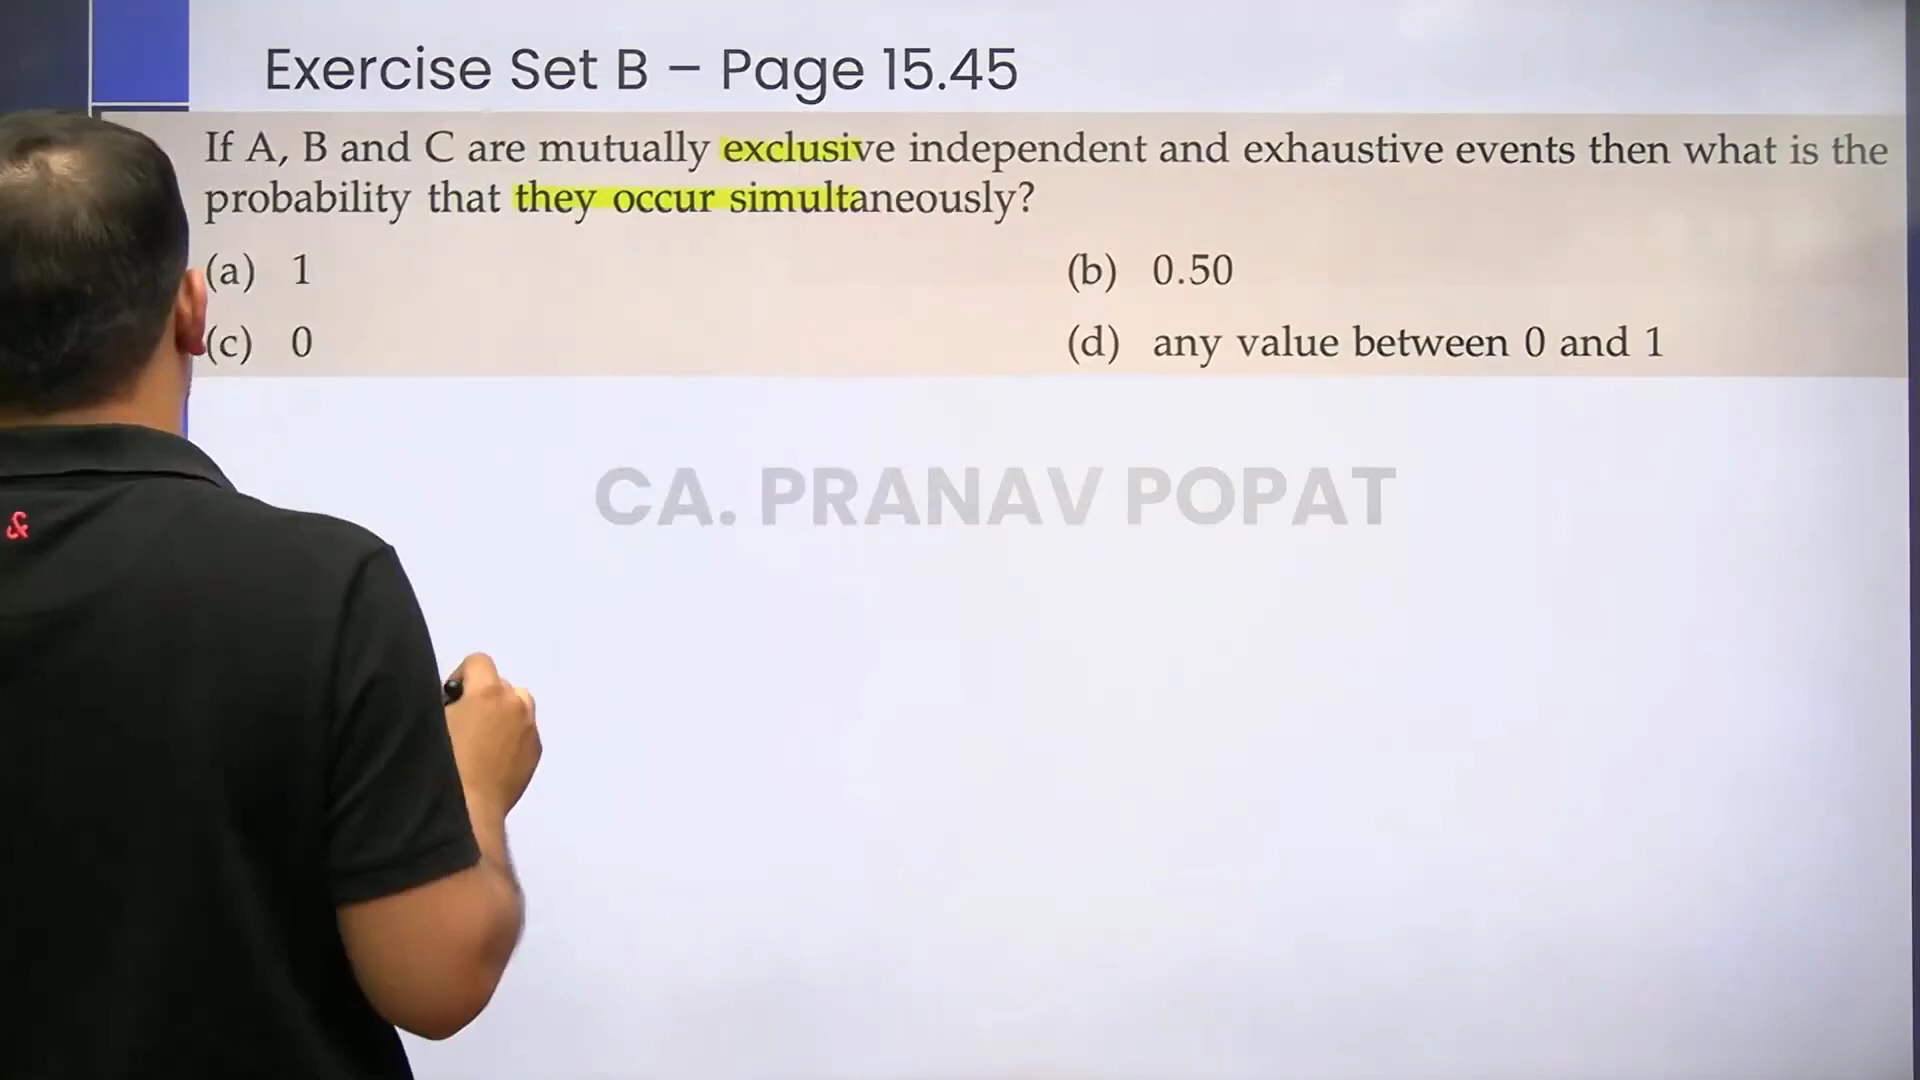 Exercise Set B – Page 15.45
If A, B and C are mutually exclusive independent and exhaustive events then what is the
probability that they occur simultaneously?
(a) 1
(b) 0.50
(c) 0
(d) any value between 0 and 1
CA. PRANAV POPAT
&